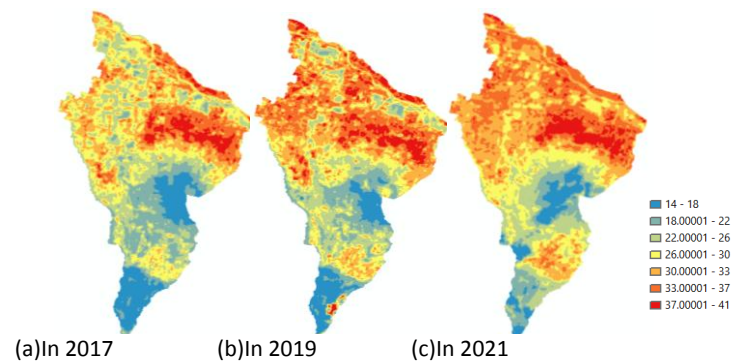 14 - 18
18.00001 - 22
22.00001 - 26
26.00001 - 30
30.00001 - 33
33.00001 - 37
37.00001 - 41
(a)In 2017 (b)In 2019 (c)In 2021